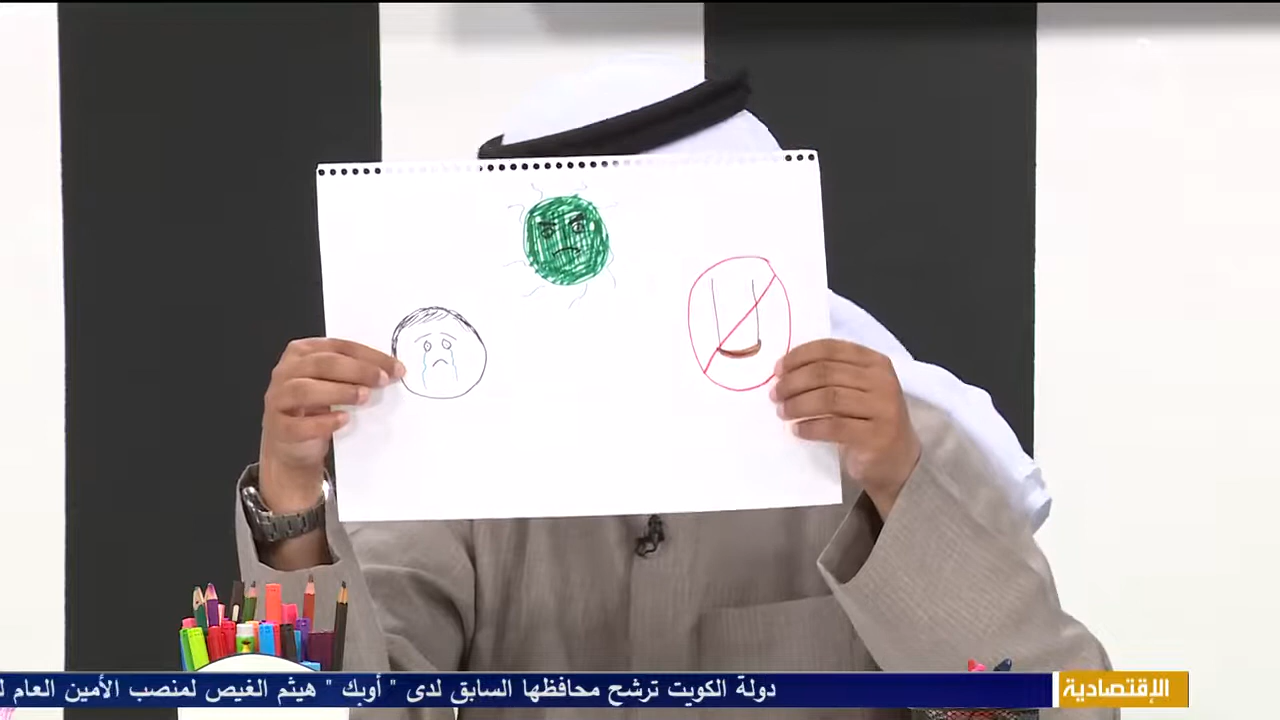 الإقتصادية
دولة الكويت ترشح محافظها السابق لدى " أوبك " هيثم الغيص لمنصب الأمين العام